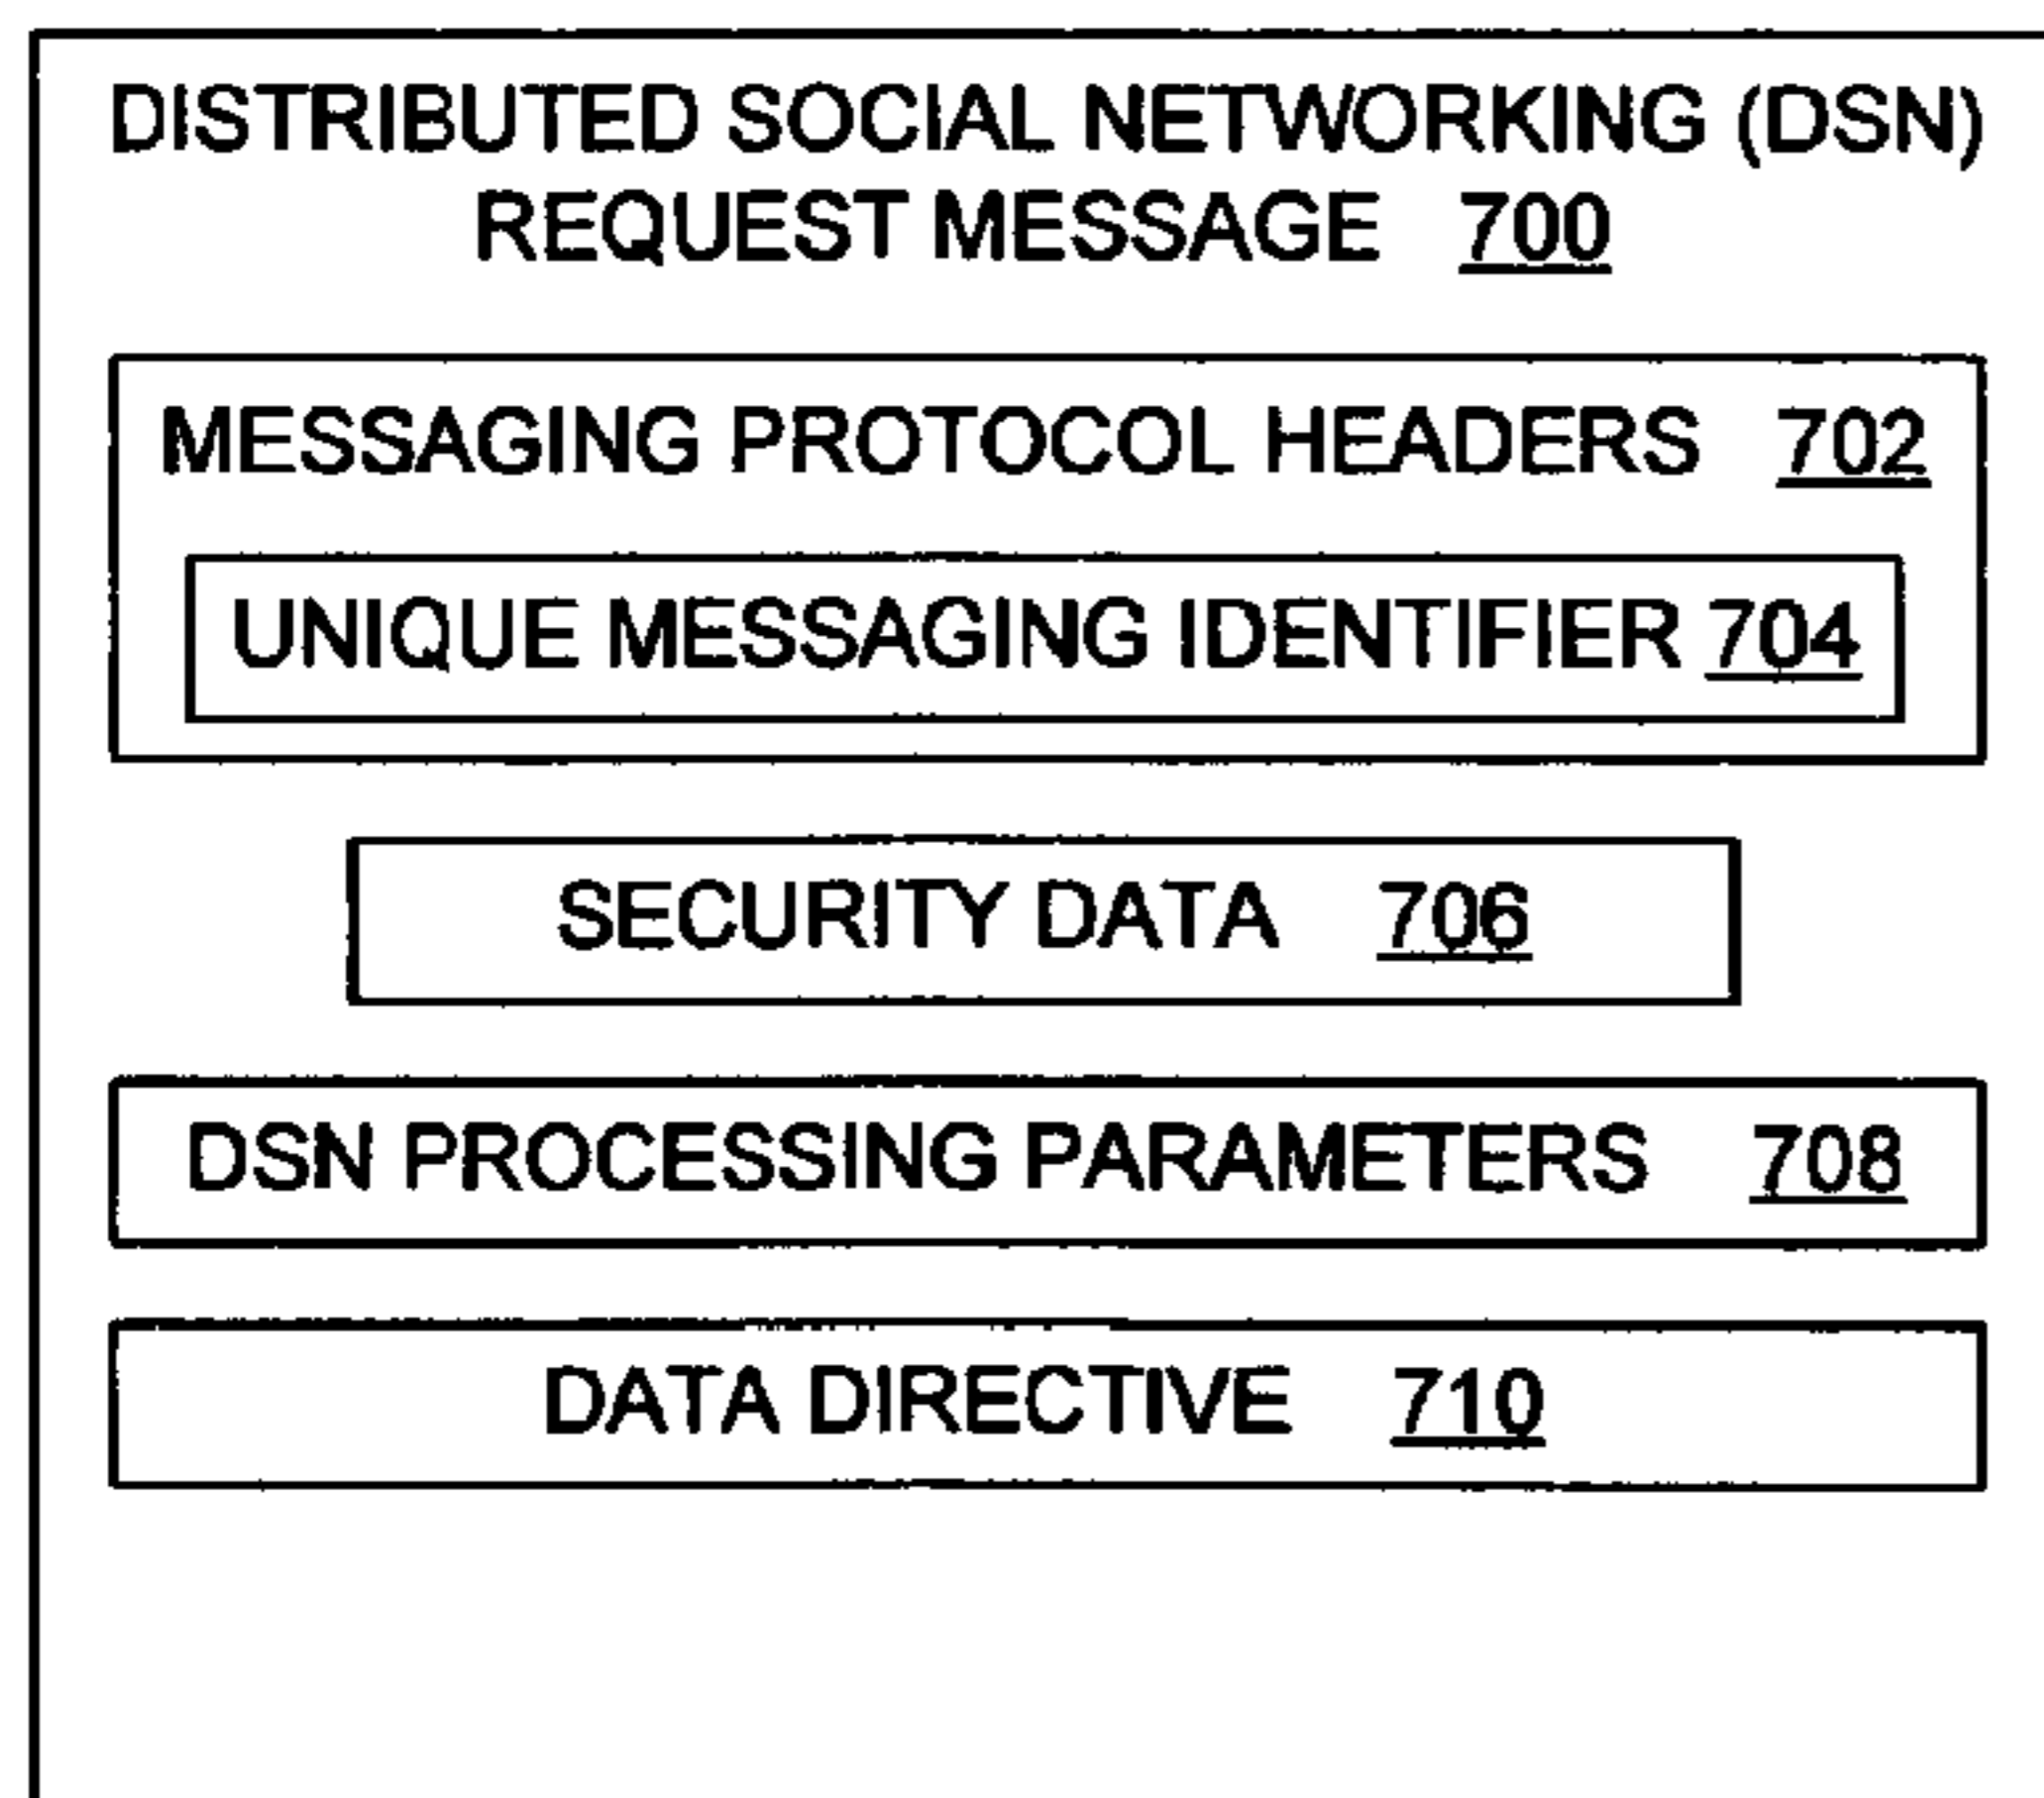 DISTRIBUTED SOCIAL NETWORKING (DSN)
REQUEST MESSAGE 700
MESSAGING PROTOCOL HEADERS 702
UNIQUE MESSAGING IDENTIFIER 704
SECURITY DATA 706
DSN PROCESSING PARAMETERS 708
DATA DIRECTIVE 710